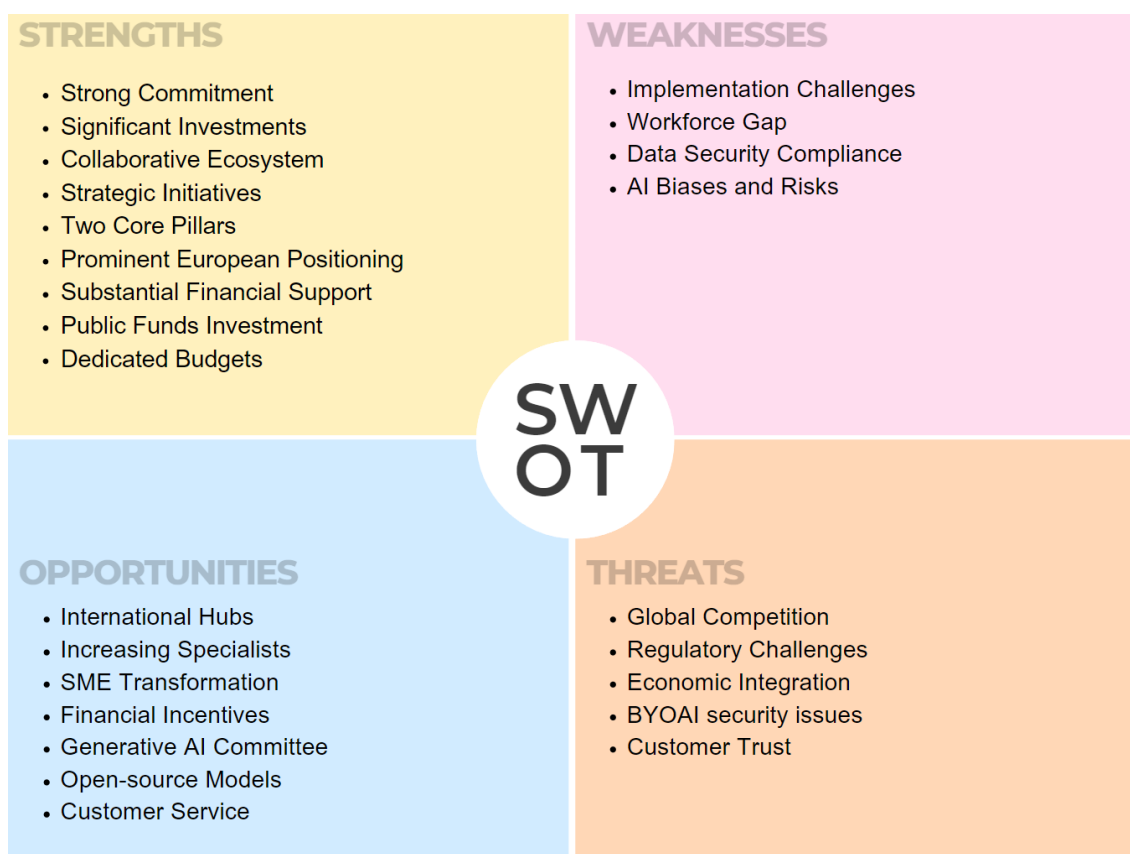 STRENGTHS
• Strong Commitment
• Significant Investments
• Collaborative Ecosystem
• Strategic Initiatives
• Two Core Pillars
• Prominent European Positioning
• Substantial Financial Support
• Public Funds Investment
• Dedicated Budgets
WEAKNESSES
• Implementation Challenges
• Workforce Gap
• Data Security Compliance
• AI Biases and Risks
SW
OT
OPPORTUNITIES
• International Hubs
• Increasing Specialists
• SME Transformation
• Financial Incentives
• Generative AI Committee
• Open-source Models
• Customer Service
THREATS
• Global Competition
• Regulatory Challenges
• Economic Integration
• BYOAI security issues
• Customer Trust